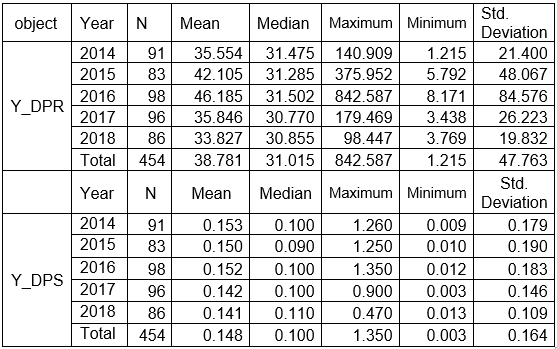 object Year N Mean Median Maximum Minimum Std. Deviation
Y_DPR
2014 91 35.554 31.475 140.909 1.215 21.400
2015 83 42.105 31.285 375.952 5.792 48.067
2016 98 46.185 31.502 842.587 8.171 84.576
2017 96 35.846 30.770 179.469 3.438 26.223
2018 86 33.827 30.855 98.447 3.769 19.832
Total 454 38.781 31.015 842.587 1.215 47.763
Year N Mean Median Maximum Minimum Std. Deviation
Y_DPS
2014 91 0.153 0.100 1.260 0.009 0.179
2015 83 0.150 0.090 1.250 0.010 0.190
2016 98 0.152 0.100 1.350 0.012 0.183
2017 96 0.142 0.100 0.900 0.003 0.146
2018 86 0.141 0.110 0.470 0.013 0.109
Total 454 0.148 0.100 1.350 0.003 0.164